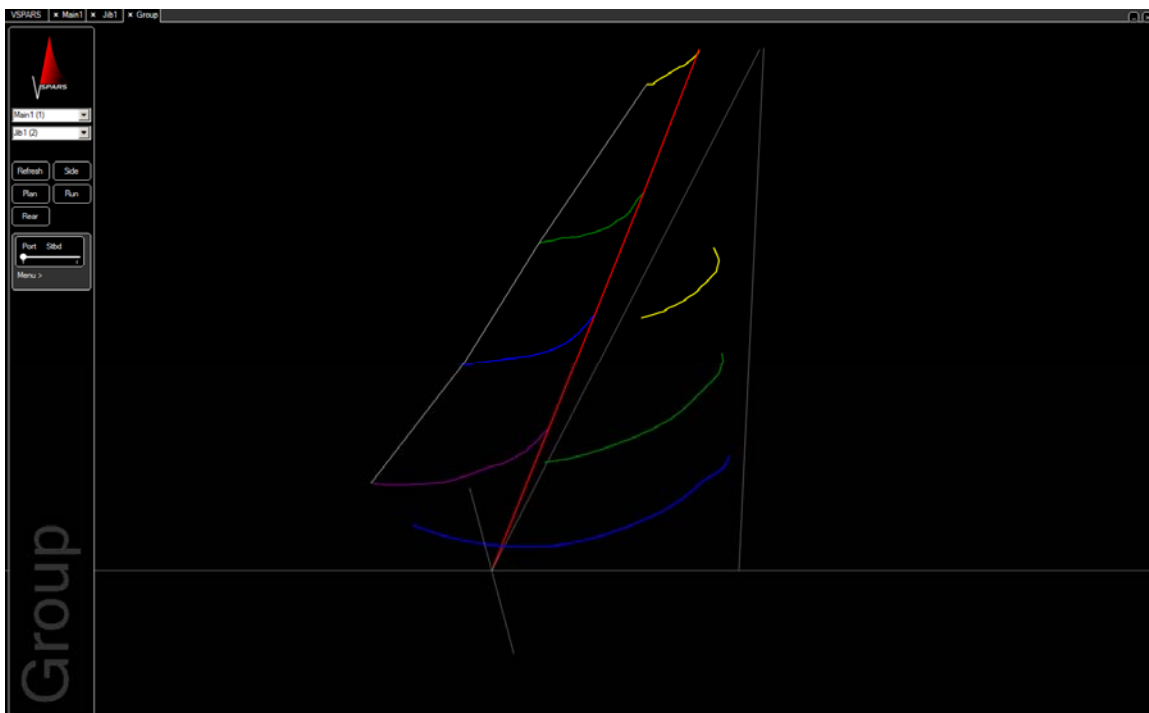 VSPARS × Main1 × Jib1 × Group
VSPARS
Main1 (1)
Jib1 (2)
Refresh Side
Plan Run
Rear
Port Stbd
Menu >
Group